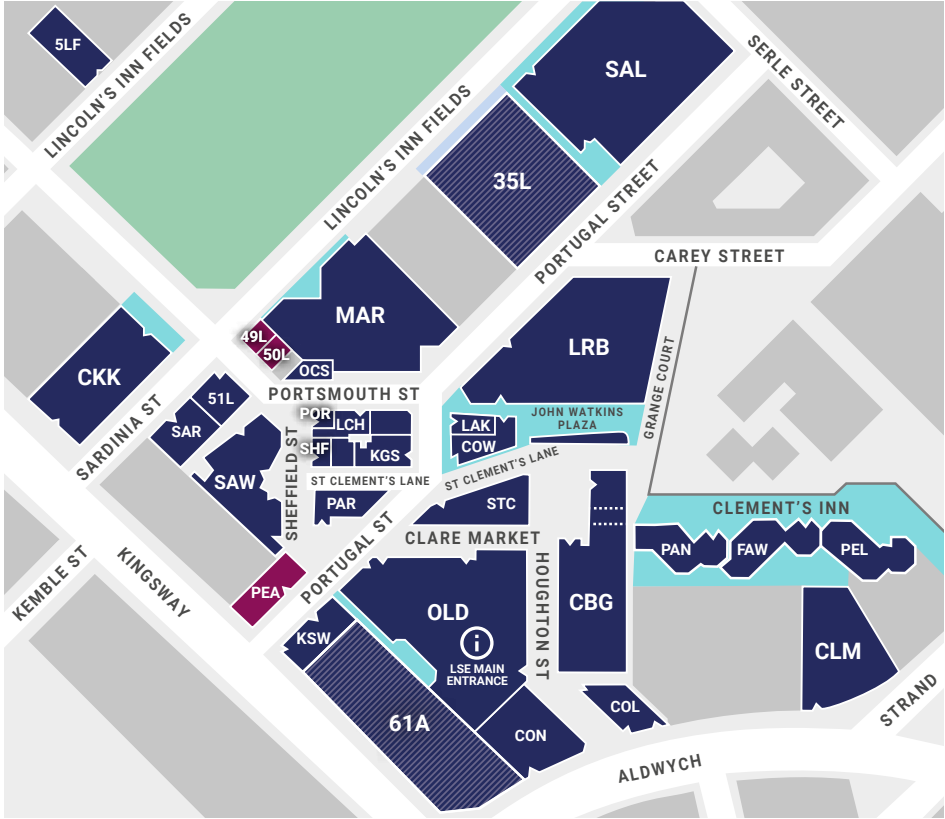 5LF
LINCOLN'S INN FIELDS
SAL
SERLE STREET
LINCOLN'S INN FIELDS
35L
PORTUGAL STREET
CAREY STREET
MAR
49L
50L
OCS
LRB
GRANGE COURT
CKK
51L
SAR
SARDINIA ST
PORTSMOUTH ST
POR
LCH
SHF
KGS
LAK
COW
JOHN WATKINS
PLAZA
SAW
SHEFFIELD ST
ST CLEMENT'S LANE
ST CLEMENT'S LANE
PAR
STC
CLEMENT'S INN
PAN
FAW
PEL
CLARE MARKET
PORTUGAL ST
HOUGHTON ST
KEMBLE ST
KINGSWAY
PEA
KSW
OLD
i
LSE MAIN
ENTRANCE
CBG
CLM
61A
CON
COL
STRAND
ALDWYCH